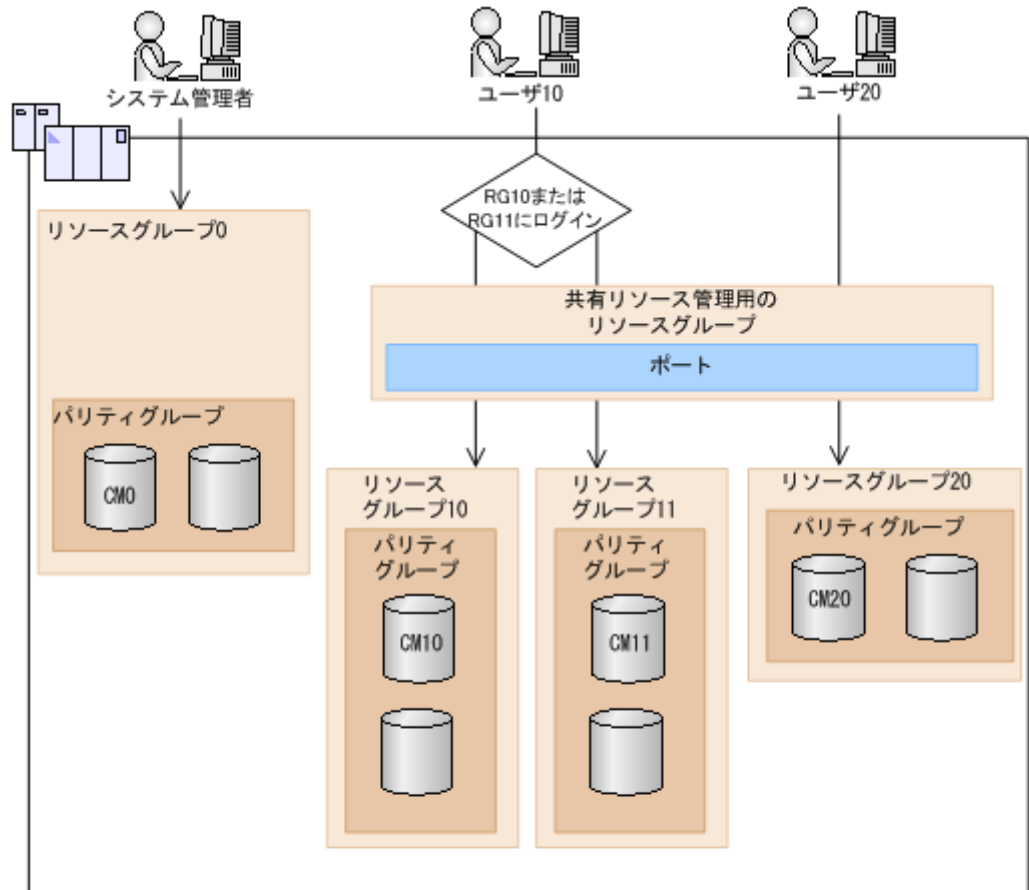 システム管理者
ユーザ10
ユーザ20
RG10または
RG11にログイン
リソースグループ0
共有リソース管理用の
リソースグループ
ポート
パリティグループ
CM0
リソース
グループ10
パリティ
グループ
CM10
リソース
グループ11
パリティ
グループ
CM11
リソースグループ20
パリティグループ
CM20